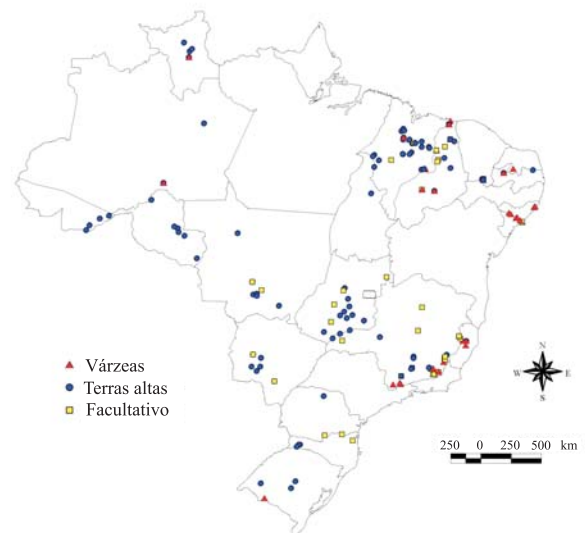 Várzeas
Terras altas
Facultativo
N
W E
S
250 0 250 500 km